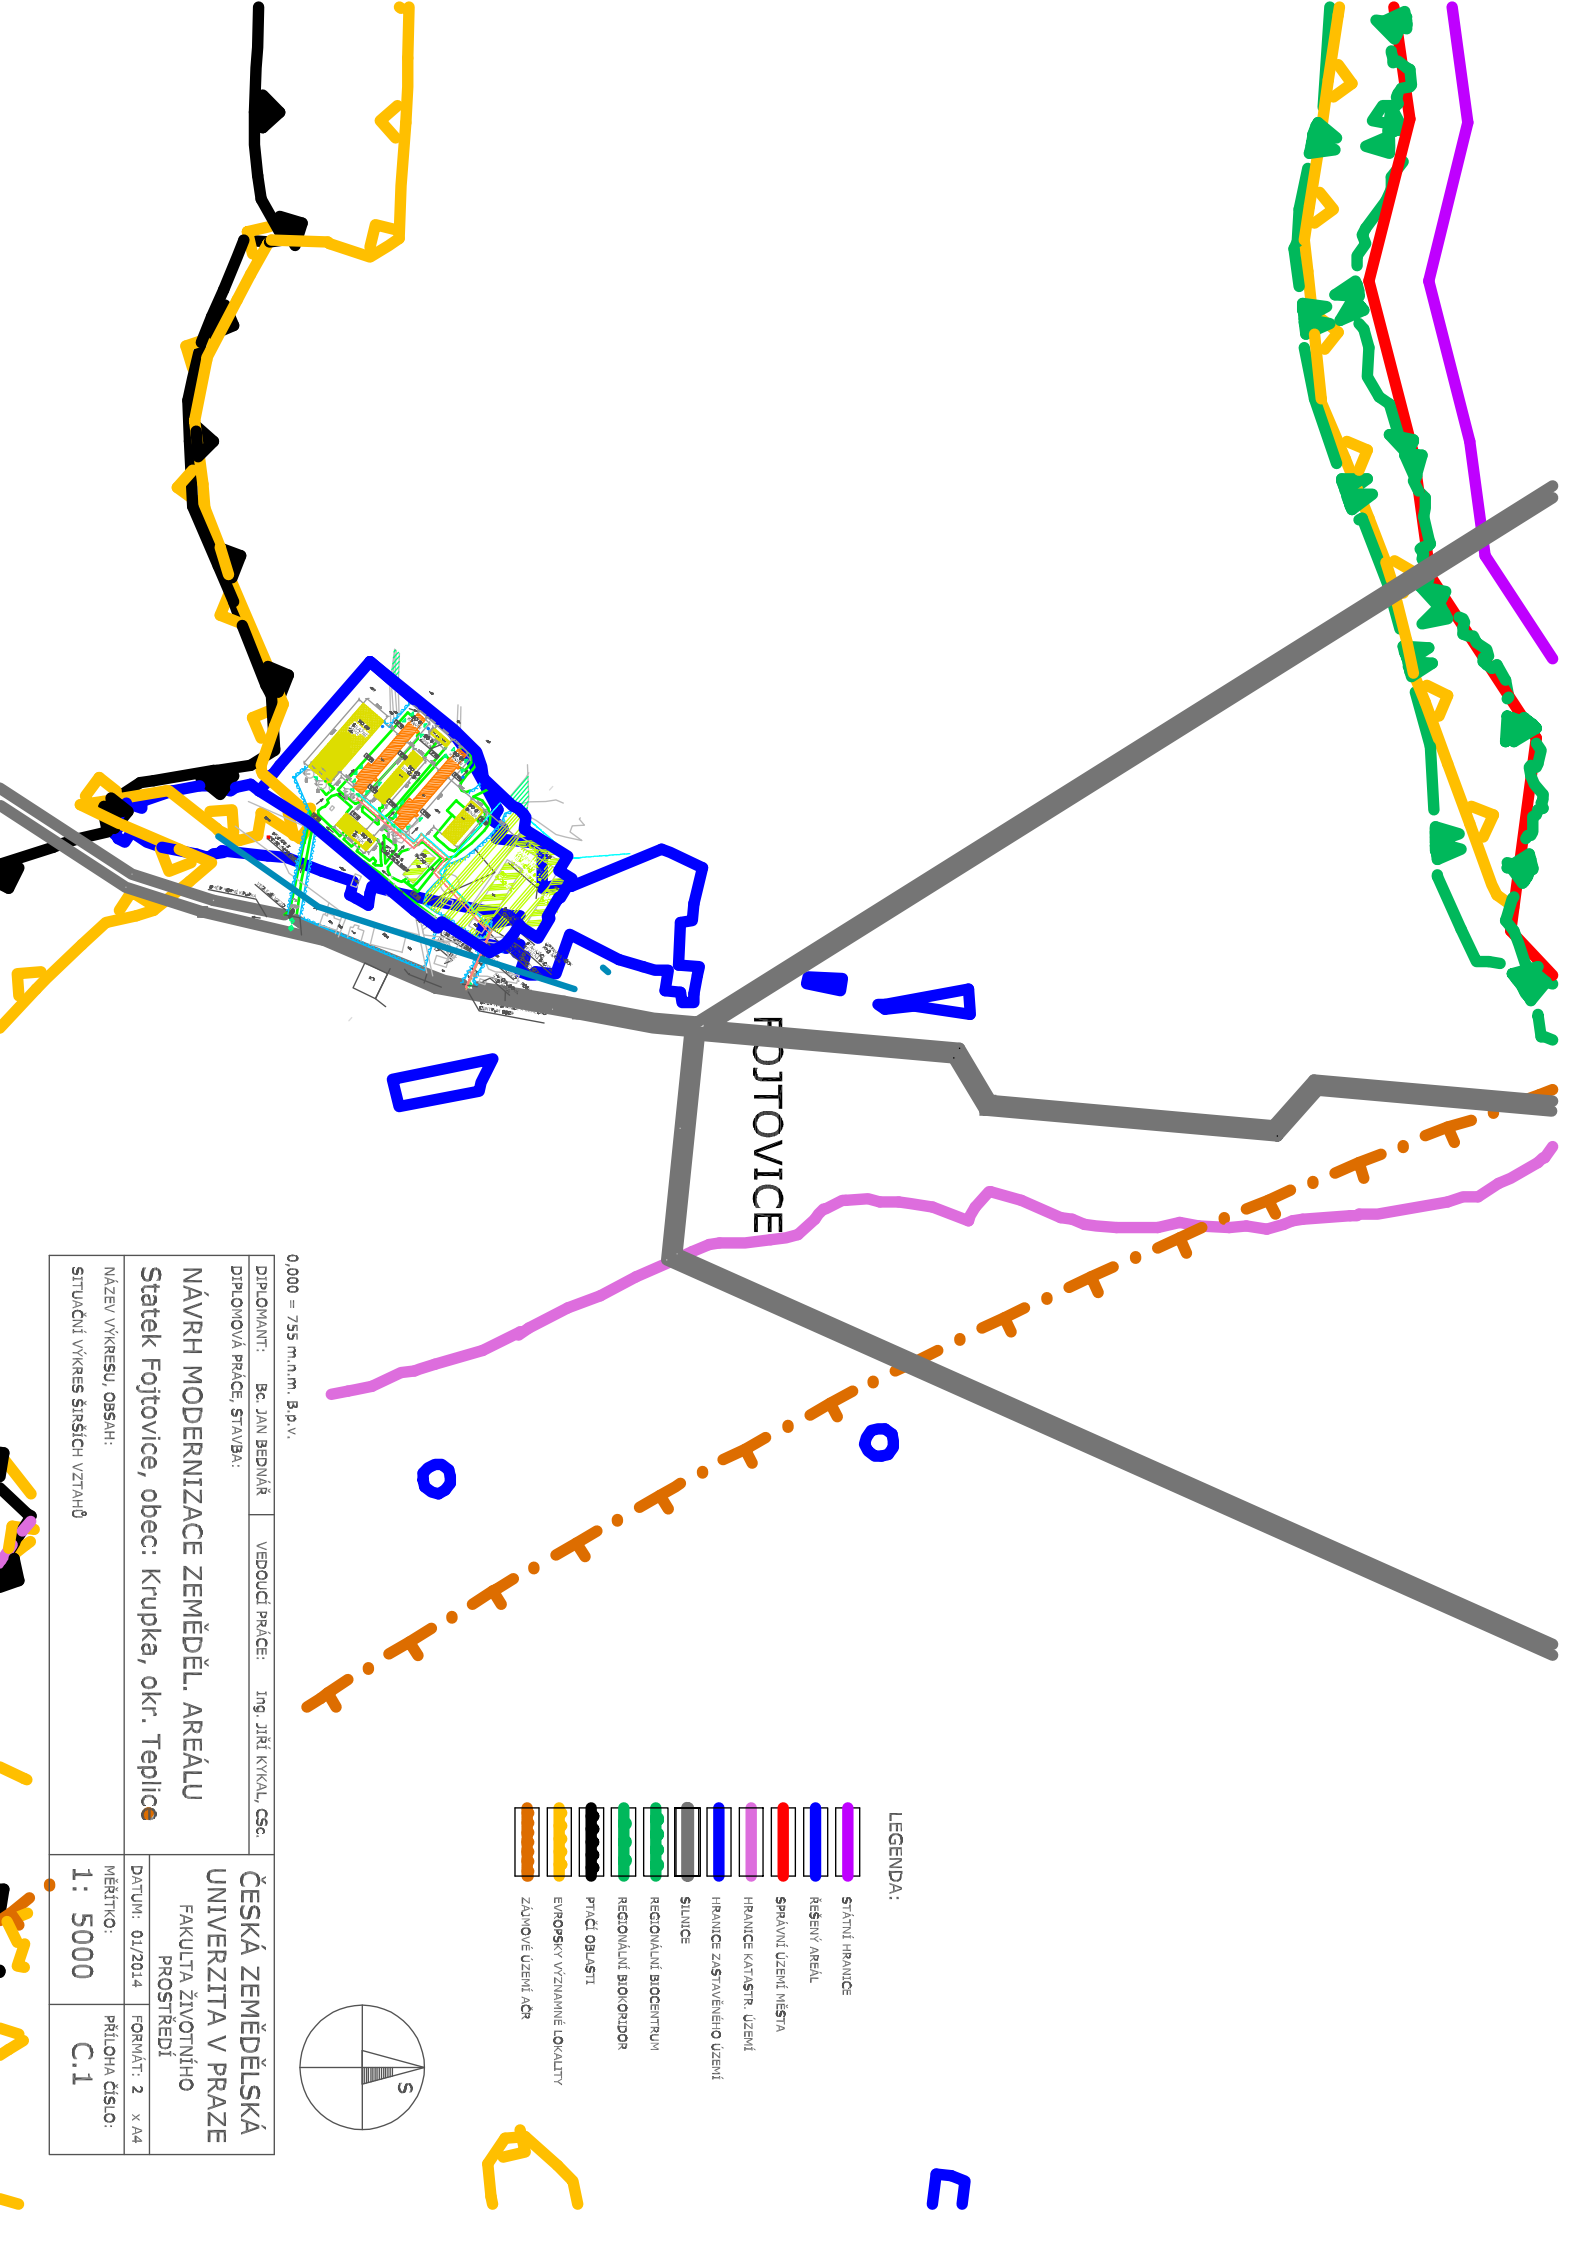 FOJTOVICE
LEGENDA:
STÁTNÍ HRANICE
ŘEŠENÝ AREÁL
SPRÁVNÍ ÚZEMÍ MĚSTA
HRANICE KATASTR. ÚZEMÍ
HRANICE ZASTAVĚNÉHO ÚZEMÍ
SILNICE
REGIONÁLNÍ BIOCENTRUM
REGIONÁLNÍ BIOKORIDOR
PTAČÍ OBLASTI
EVROPSKY VÝZNAMNÉ LOKALITY
ZÁJMOVÉ ÚZEMÍ AČR
S
0,000 = 755 m.n.m. B.p.v.
DIPLOMANT: Bc. JAN BEDNÁŘ
VEDOUCÍ PRÁCE: Ing. JIŘÍ KYKAL, CSc.
DIPLOMOVÁ PRÁCE, STAVBA:
NÁVRH MODERNIZACE ZEMĚDĚL. AREÁLU
Statek Fojtovice, obec: Krupka, okr. Teplice
NÁZEV VÝKRESU, OBSAH:
SITUAČNÍ VÝKRES ŠIRŠÍCH VZTAHŮ
ČESKÁ ZEMĚDĚLSKÁ
UNIVERZITA V PRAZE
FAKULTA ŽIVOTNÍHO
PROSTŘEDÍ
DATUM: 01/2014
FORMÁT: 2 x A4
MĚŘÍTKO:
1: 5000
PŘÍLOHA ČÍSLO:
C.1